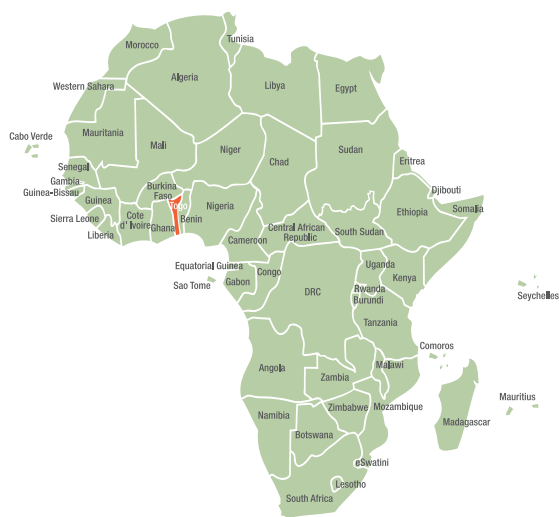 Tunisia
Morocco
Algeria
Libya
Egypt
Western Sahara
Mauritania
Cabo Verde
Mali
Niger
Chad
Sudan
Eritrea
Senegal
Gambia
Guinea-Bissau
Guinea
Burkina
Faso
Togo
Djibouti
Somalia
Sierra Leone
Liberia
Cote
d' Ivoire
Ghana
Benin
Nigeria
Ethiopia
Central African
Republic
South Sudan
Cameroon
Equatorial Guinea
Sao Tome
Gabon
Congo
DRC
Uganda
Kenya
Rwanda
Burundi
Seychelles
Tanzania
Comoros
Angola
Zambia
Malawi
Mozambique
Mauritius
Madagascar
Namibia
Zimbabwe
Botswana
eSwatini
Lesotho
South Africa